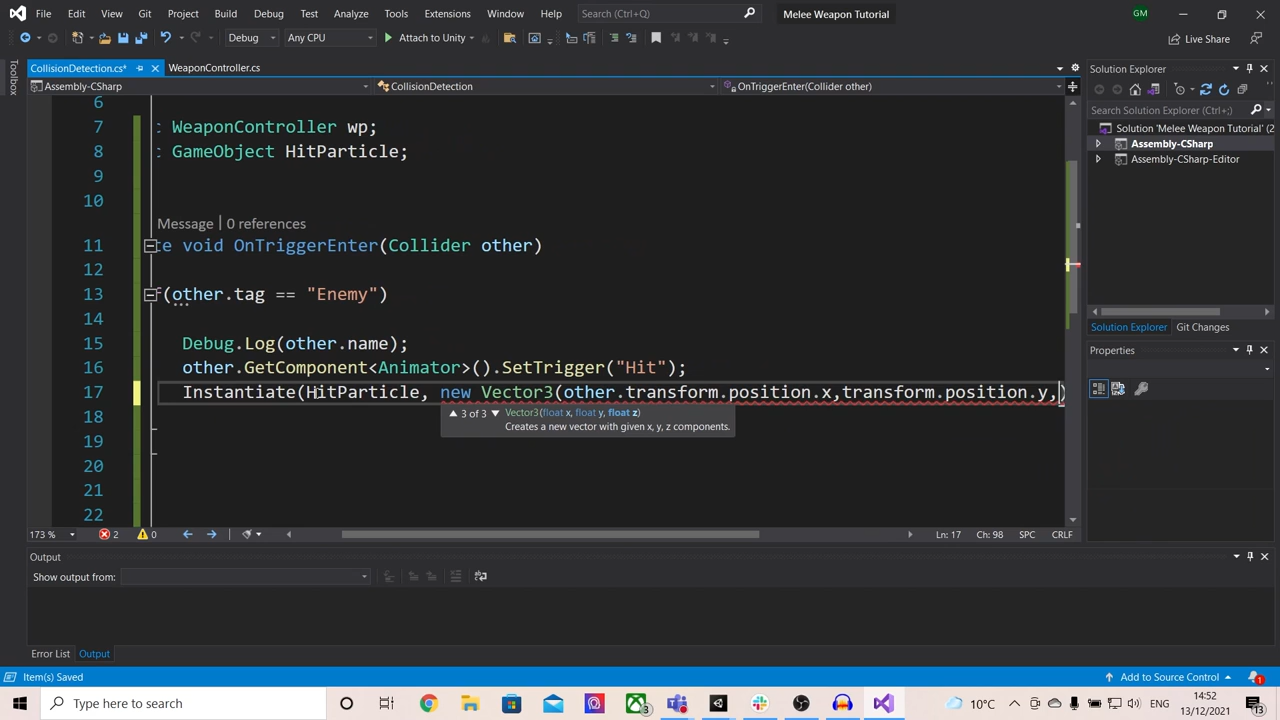 File Edit View Git Project Build Debug Test Analyze Tools Extensions Window Help Search (Ctrl+;) Melee Weapon Tutorial GM
Debug Any CPU Attach to Unity Live Share
Toolbox
CollisionDetection.cs* WeaponController.cs
Assembly-CSharp CollisionDetection OnTriggerEnter(Collider other)
6
7 : WeaponController wp;
8 : GameObject HitParticle;
9
10
Message | 0 references
11 :e void OnTriggerEnter(Collider other)
12
13 f(other.tag == "Enemy")
14
15 Debug.Log(other.name);
16 other.GetComponent<Animator>().SetTrigger("Hit");
17 Instantiate(HitParticle, new Vector3(other.transform.position.x,transform.position.y,)
▲ 3 of 3 ▼ Vector3(float x, float y, float z)
Creates a new vector with given x, y, z components.
18
19
20
21
22
173 % 2 0 Ln: 17 Ch: 98 SPC CRLF
Output
Show output from:
Error List Output
Solution Explorer
Search Solution Explorer (Ctrl+;)
Solution 'Melee Weapon Tutorial' (2
Assembly-CSharp
Assembly-CSharp-Editor
Solution Explorer Git Changes
Properties
Item(s) Saved Add to Source Control 1
Type here to search 3 10°C ENG 14:52
13/12/2021 13